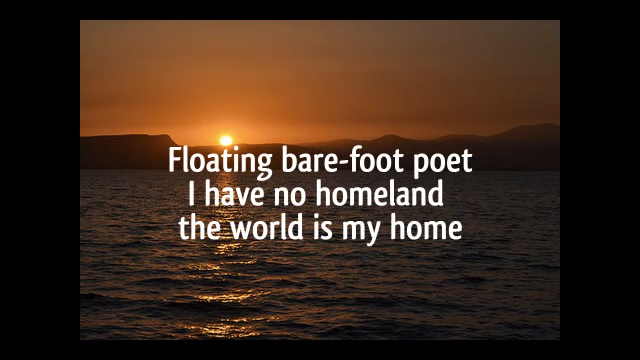 Floating bare-foot poet
I have no homeland
the world is my home